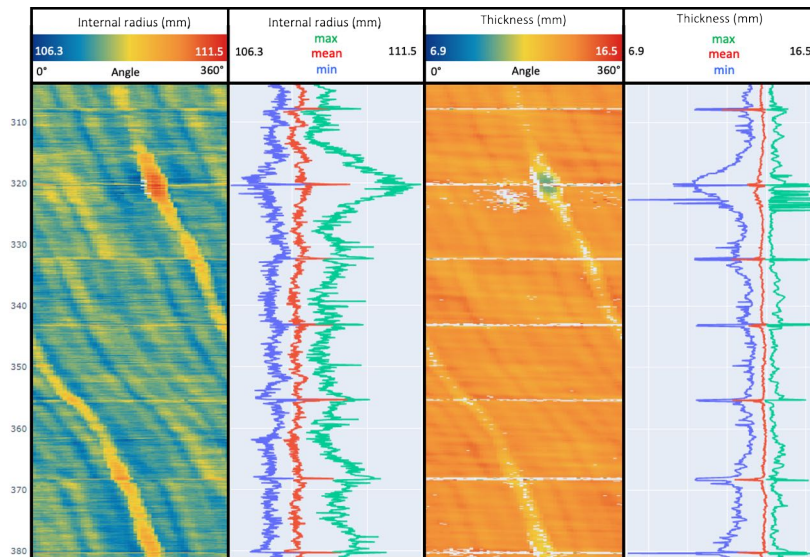 Internal radius (mm)
106.3 111.5
0° Angle 360°
Internal radius (mm)
max
106.3 mean 111.5
min
Thickness (mm)
6.9 16.5
0° Angle 360°
Thickness (mm)
max
6.9 mean 16.5
min
310
320
330
340
350
360
370
380